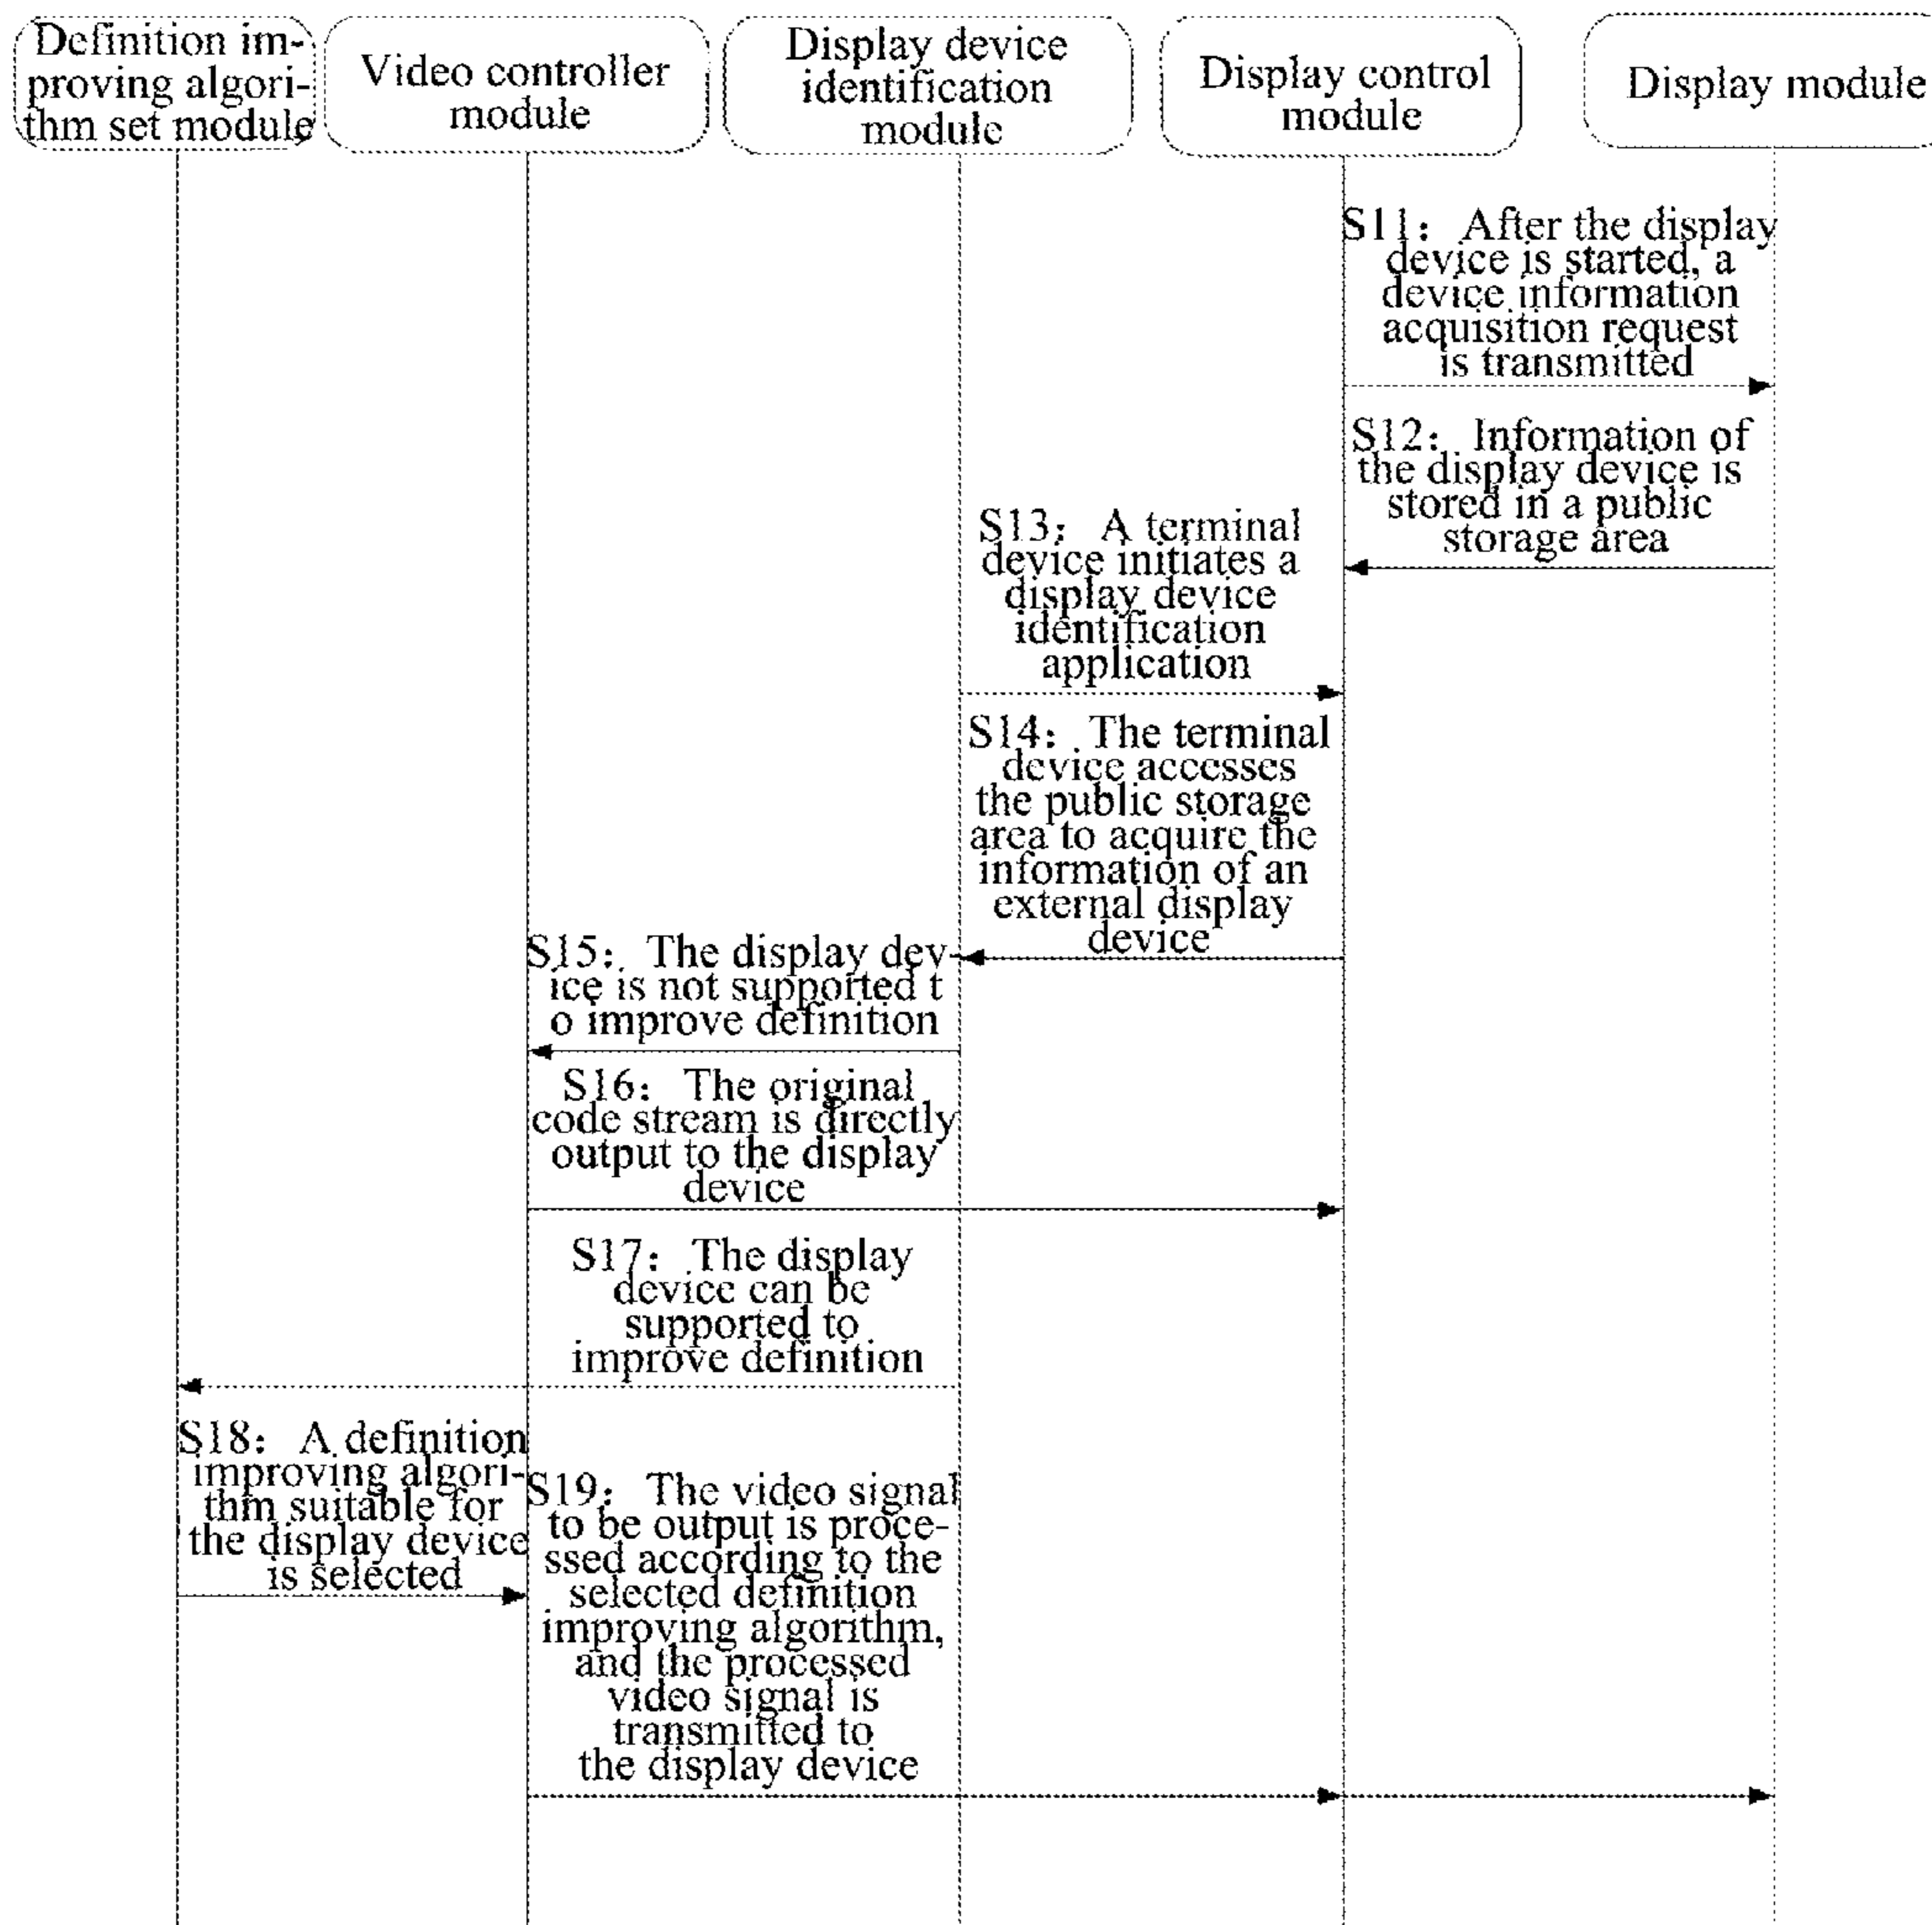 Definition im-
proving algori-
thm set module
Video controller
module
Display device
identification
module
Display control
module
Display module
S11: After the display
device is started, a
device information
acquisition request
is transmitted
S12: Information of
the display device is
stored in a public
storage area
S13: A terminal
device initiates a
display device
identification
application
S14: The terminal
device accesses
the public storage
area to acquire the
information of an
external display
device
S15: The display dev-
ice is not supported t
o improve definition
S16: The original
code stream is directly
output to the display
device
S17: The display
device can be
supported to
improve definition
S18: A definition
improving algori-
thm suitable for
the display device
is selected
S19: The video signal
to be output is proce-
ssed according to the
selected definition
improving algorithm,
and the processed
video signal is
transmitted to
the display device